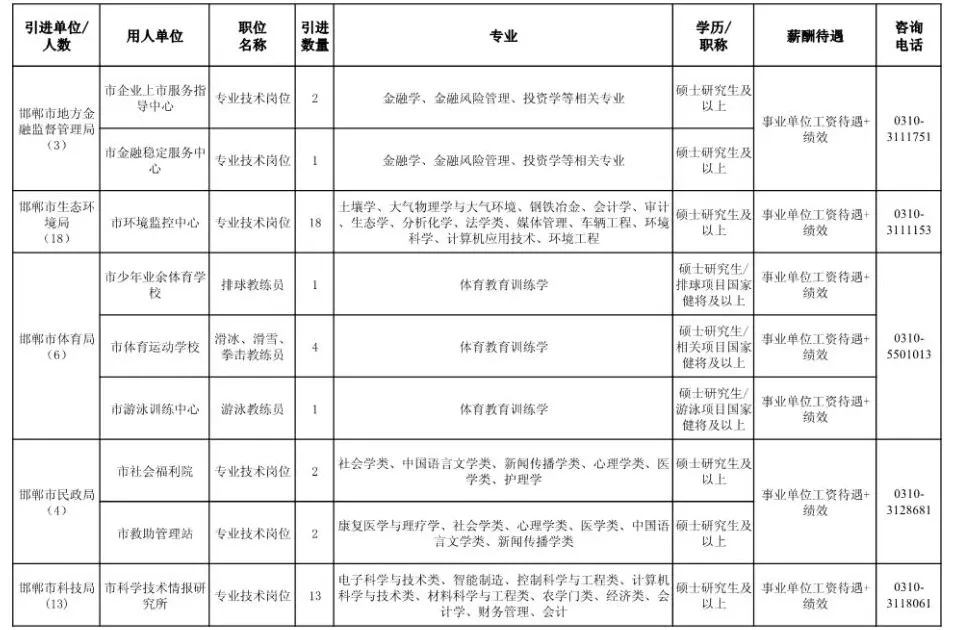 引进单位/
人数
用人单位
职位
名称
引进
数量
专业
学历/
职称
薪酬待遇
咨询
电话
邯郸市地方金
融监督管理局
（3）
市企业上市服务指
导中心
专业技术岗位
2
金融学、金融风险管理、投资学等相关专业
硕士研究生及
以上
事业单位工资待遇+
绩效
0310-
3111751
市金融稳定服务中
心
专业技术岗位
1
金融学、金融风险管理、投资学等相关专业
硕士研究生及
以上
邯郸市生态环
境局
（18）
市环境监控中心
专业技术岗位
18
土壤学、大气物理学与大气环境、钢铁冶金、会计学、审计
、生态学、分析化学、法学类、媒体管理、车辆工程、环境
科学、计算机应用技术、环境工程
硕士研究生及
以上
事业单位工资待遇+
绩效
0310-
3111153
邯郸市体育局
（6）
市少年业余体育学
校
排球教练员
1
体育教育训练学
硕士研究生/
排球项目国家
健将及以上
事业单位工资待遇+
绩效
0310-
5501013
市体育运动学校
滑冰、滑雪、
拳击教练员
4
体育教育训练学
硕士研究生/
相关项目国家
健将及以上
事业单位工资待遇+
绩效
市游泳训练中心
游泳教练员
1
体育教育训练学
硕士研究生/
游泳项目国家
健将及以上
事业单位工资待遇+
绩效
邯郸市民政局
（4）
市社会福利院
专业技术岗位
2
社会学类、中国语言文学类、新闻传播学类、心理学类、医
学类、护理学
硕士研究生及
以上
事业单位工资待遇+
绩效
0310-
3128681
市救助管理站
专业技术岗位
2
康复医学与理疗学、社会学类、心理学类、医学类、中国语
言文学类、新闻传播学类
硕士研究生及
以上
邯郸市科技局
(13)
市科学技术情报研
究所
专业技术岗位
13
电子科学与技术类、智能制造、控制科学与工程类、计算机
科学与技术类、材料科学与工程类、农学门类、经济类、会
计学、财务管理、会计
硕士研究生及
以上
事业单位工资待遇+
绩效
0310-
3118061